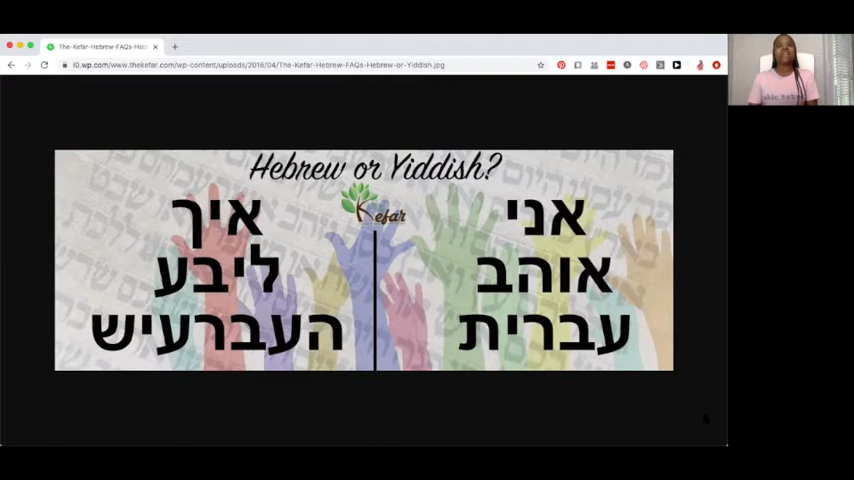 The-Kefar-Hebrew-FAQs-Heb
i0.wp.com/www.thekefar.com/wp-content/uploads/2016/04/The-Kefar-Hebrew-FAQs-Hebrew-or-Yiddish.jpg
Hebrew or Yiddish?
Kefar
אני
אוהב
עברית
איך
ליבע
העברעיש